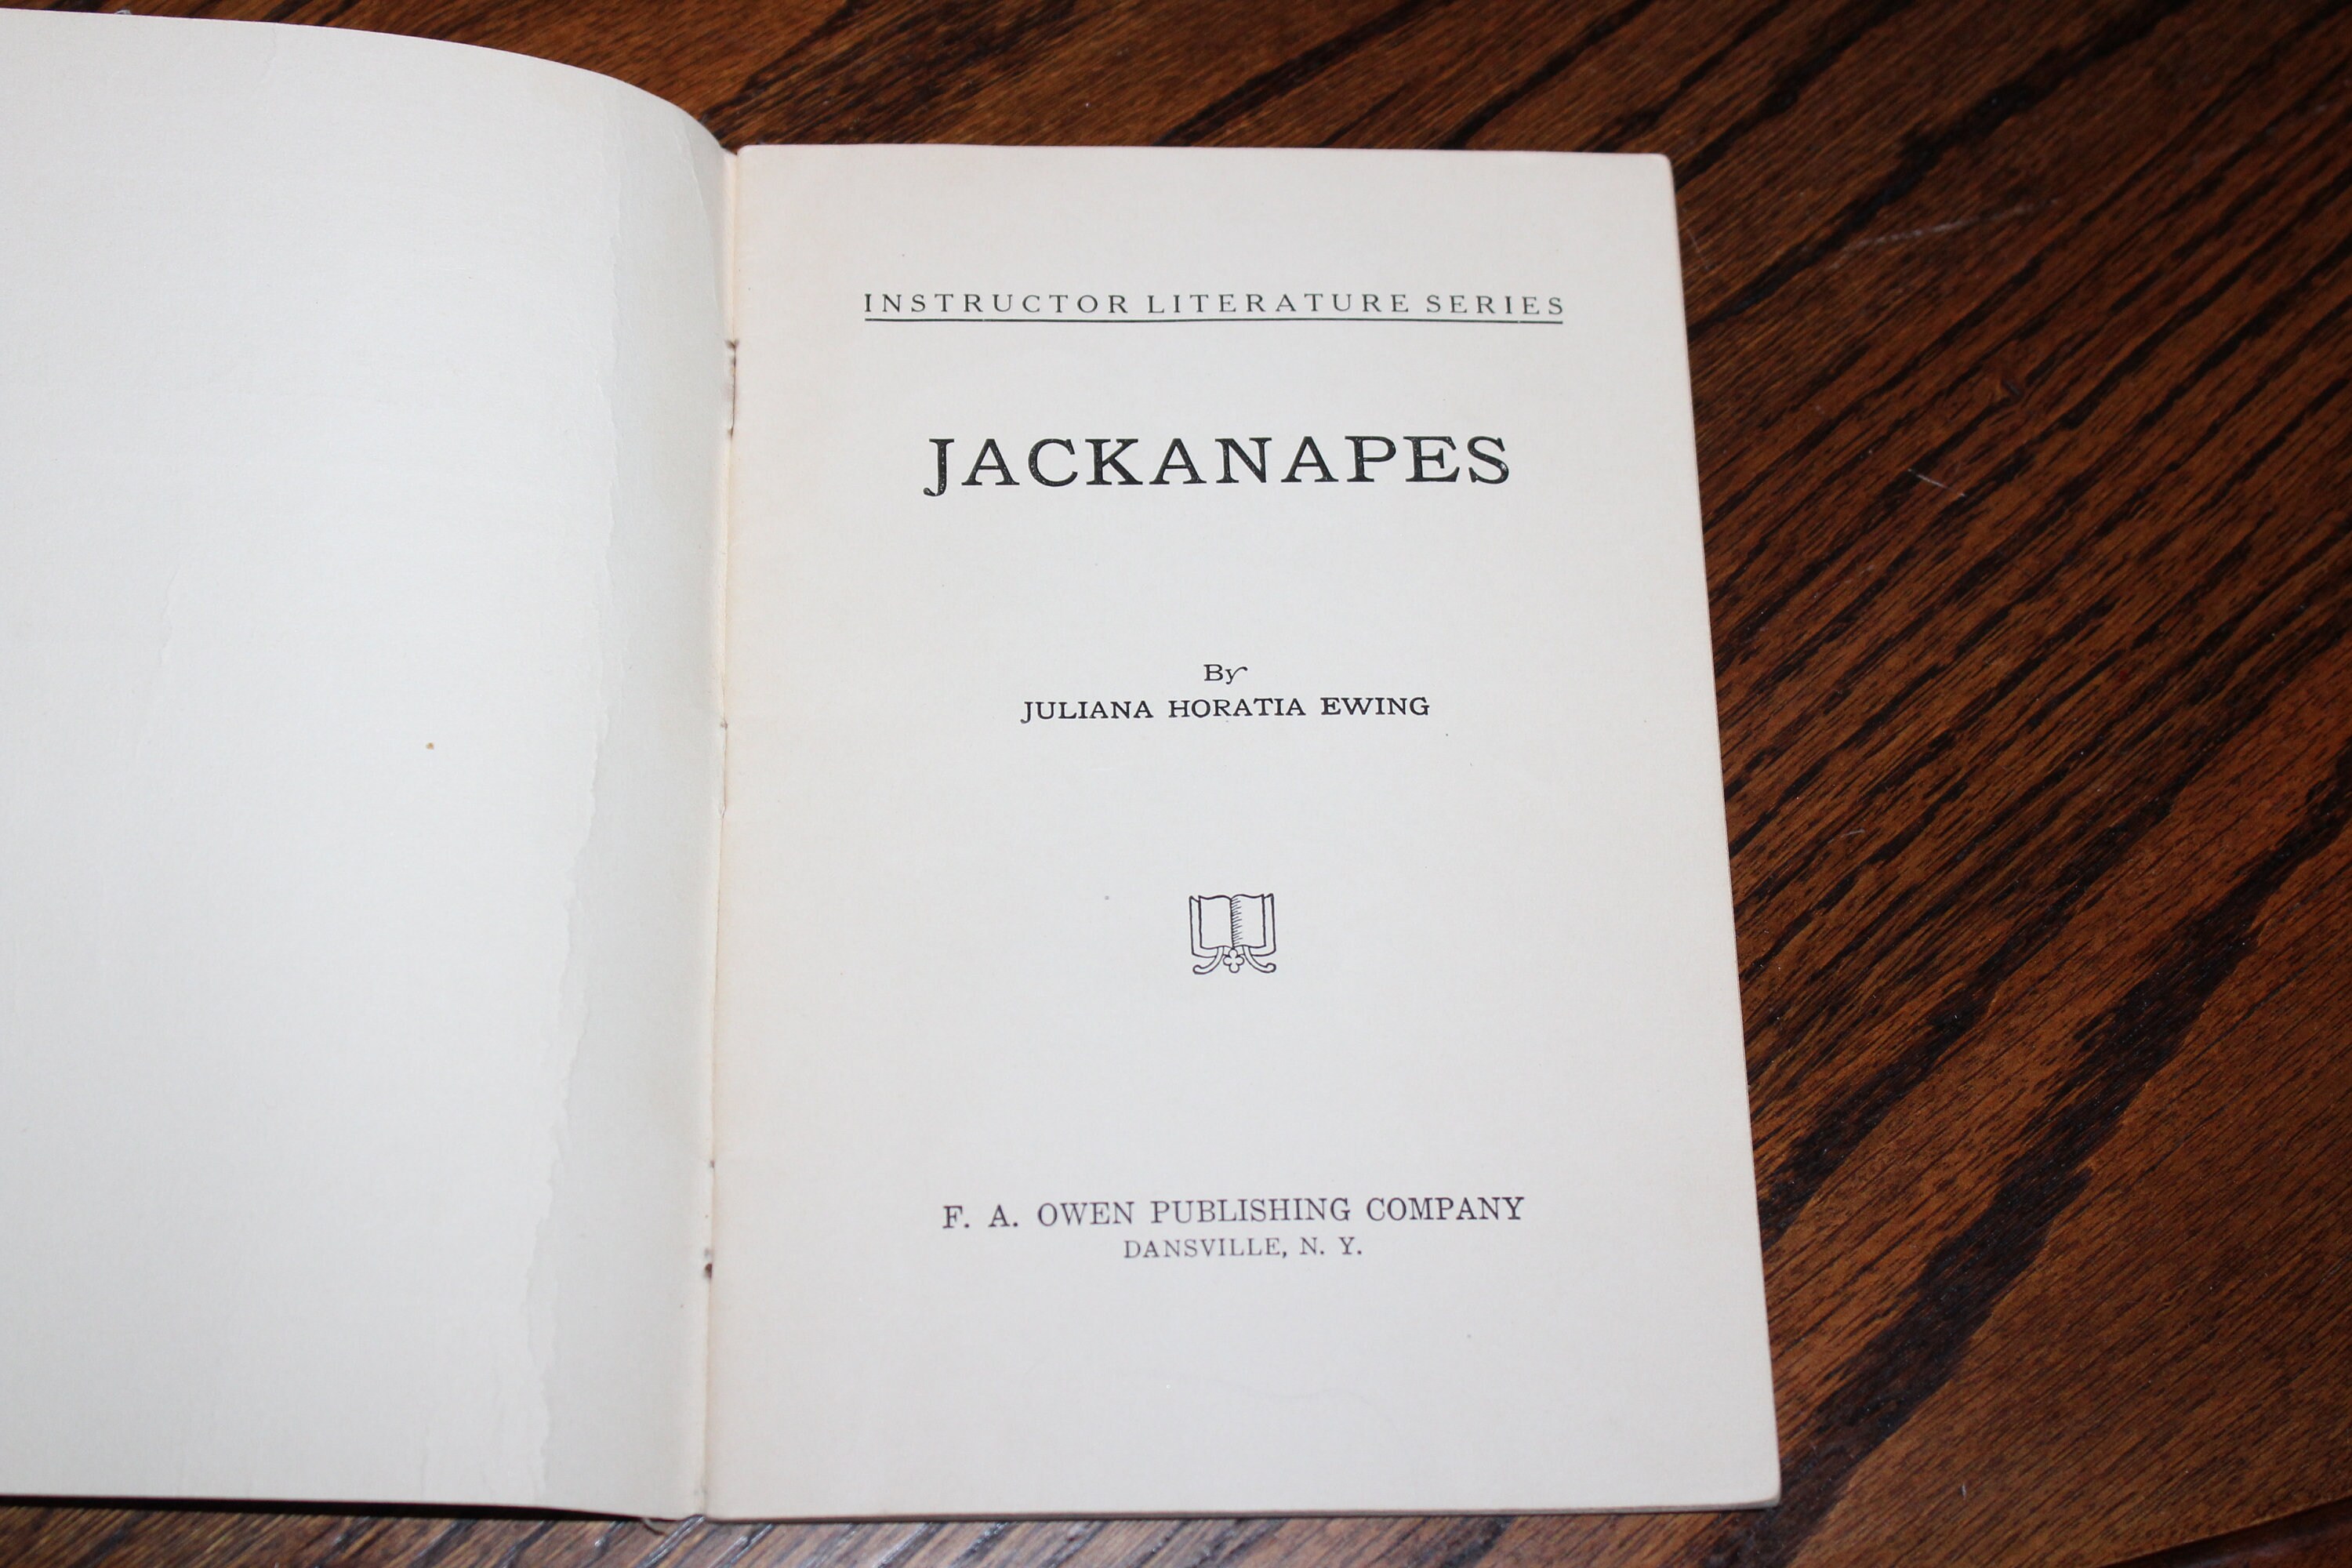 INSTRUCTOR LITERATURE SERIES
JACKANAPES
By
JULIANA HORATIA EWING
F. A. OWEN PUBLISHING COMPANY
DANSVILLE, N. Y.